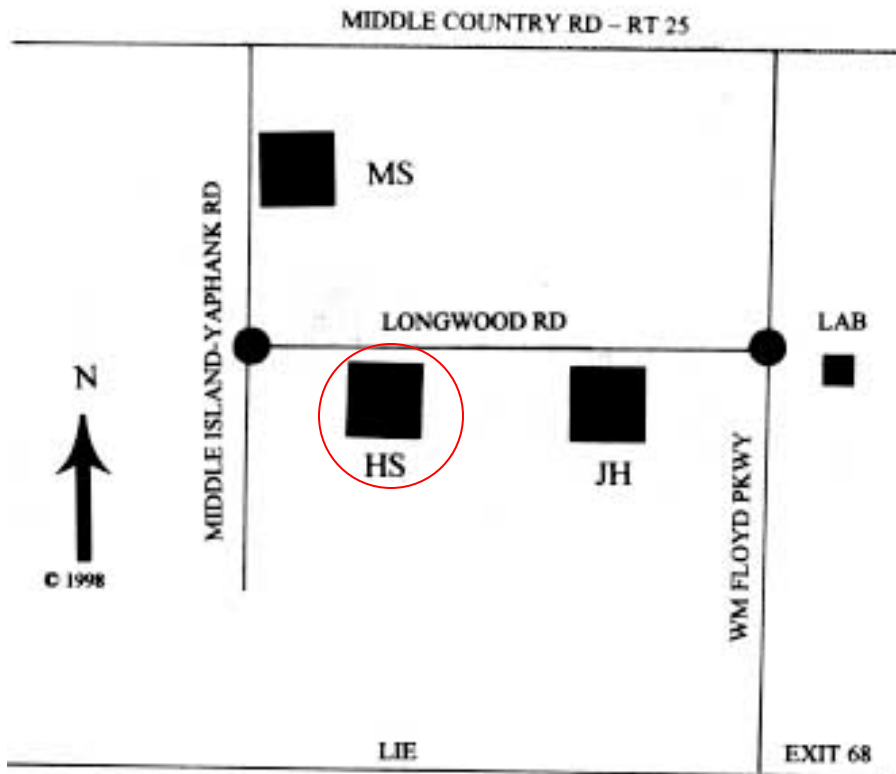 MIDDLE COUNTRY RD – RT 25
MS
MIDDLE ISLAND-YAPHANK RD
LONGWOOD RD
LAB
N
HS
JH
WM FLOYD PKWY
© 1998
LIE
EXIT 68